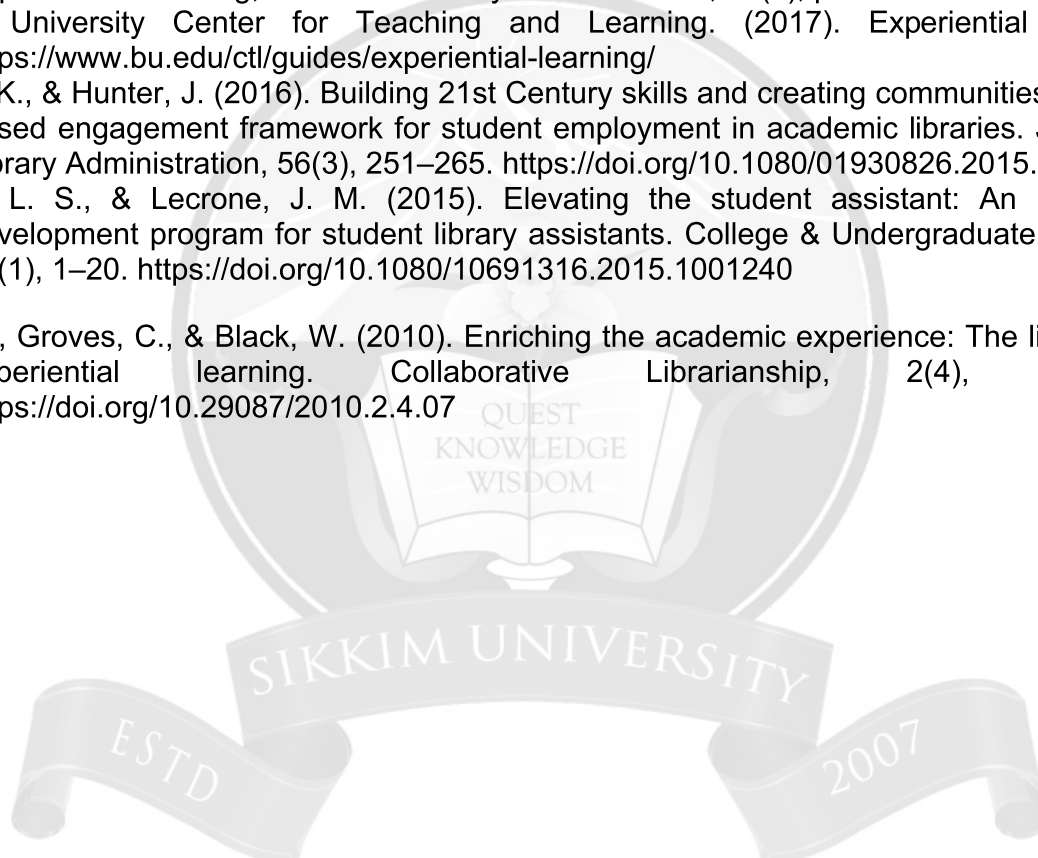 University Center for Teaching and Learning. (2017). Experiential
ps://www.bu.edu/ctl/guides/experiential-learning/
K., & Hunter, J. (2016). Building 21st Century skills and creating communities
sed engagement framework for student employment in academic libraries.
rary Administration, 56(3), 251–265. https://doi.org/10.1080/01930826.2015.
L. S., & Lecrone, J. M. (2015). Elevating the student assistant: An
velopment program for student library assistants. College & Undergraduate
(1), 1–20. https://doi.org/10.1080/10691316.2015.1001240
, Groves, C., & Black, W. (2010). Enriching the academic experience: The li
periential learning. Collaborative Librarianship, 2(4),
ps://doi.org/10.29087/2010.2.4.07
QUEST
KNOWLEDGE
WISDOM
SIKKIM UNIVERSITY
ESTD
2007